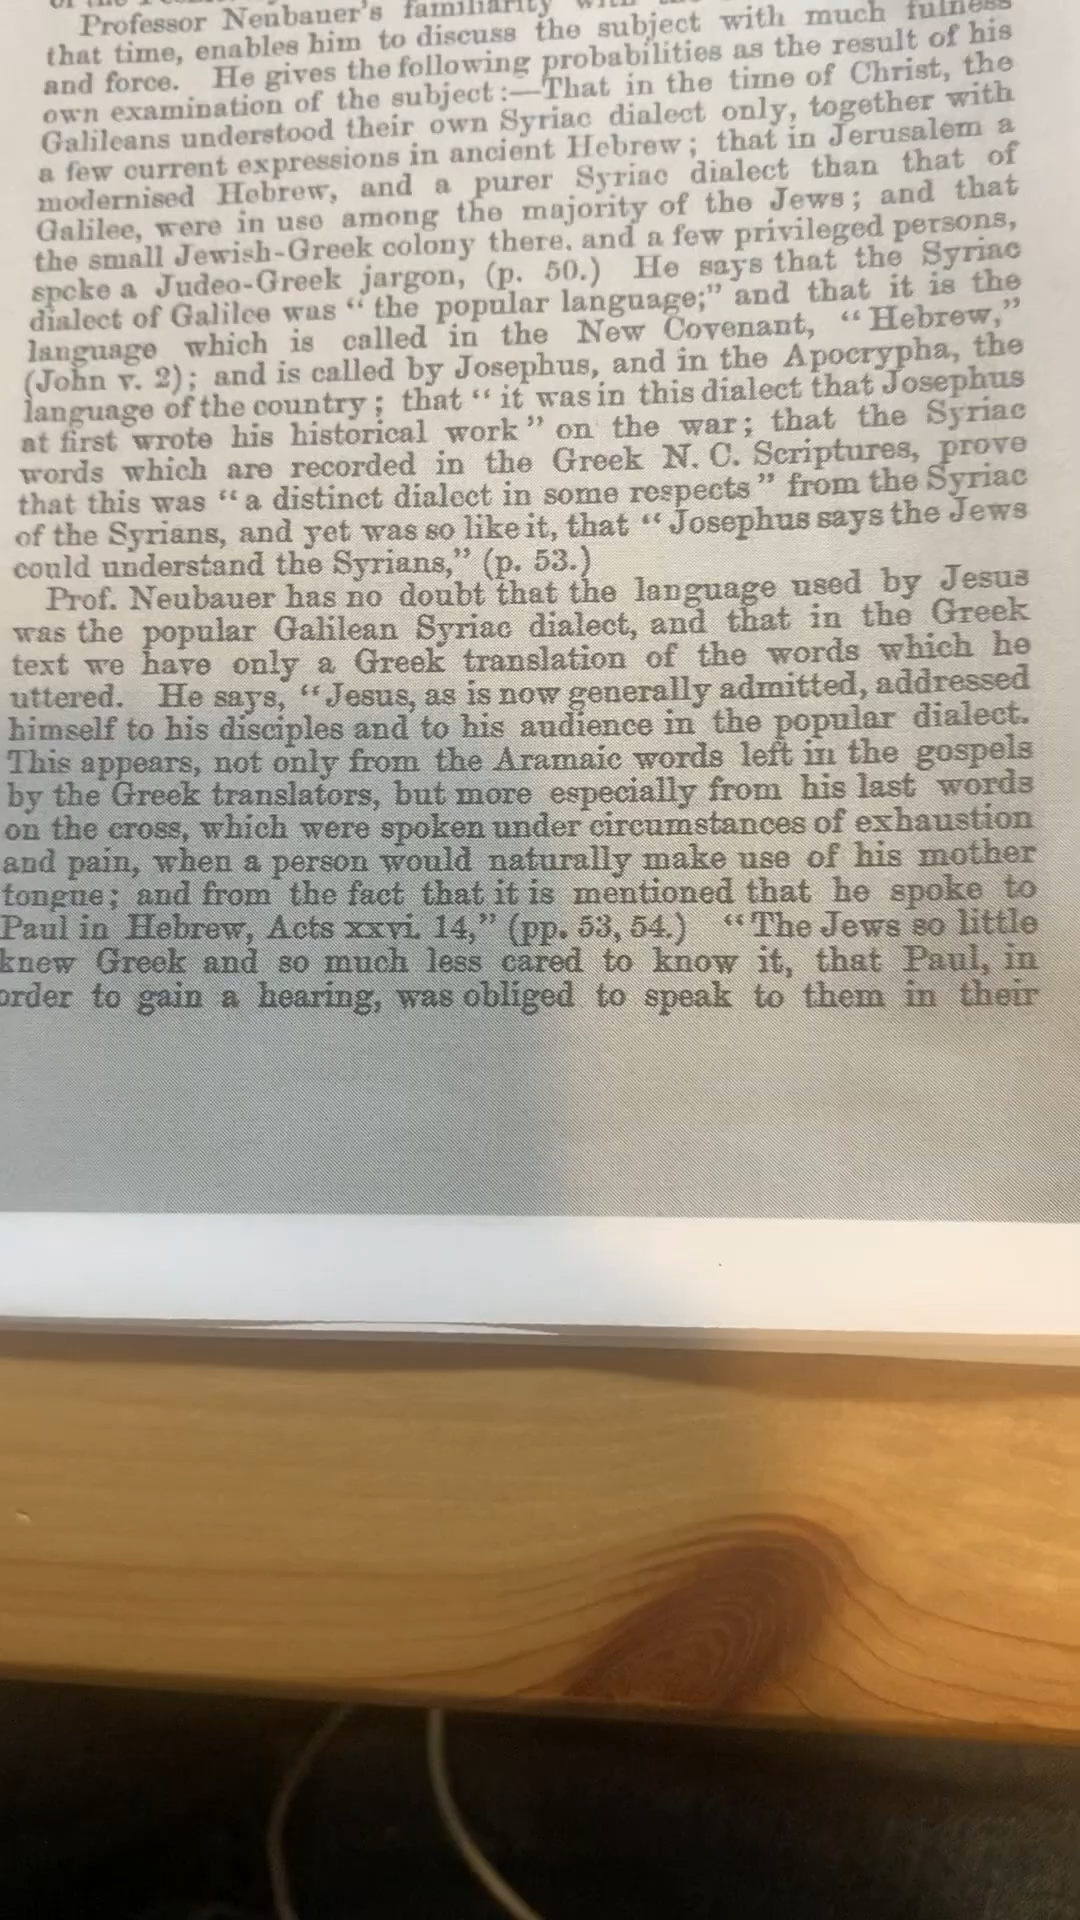 Professor Neubauer's familiarity with the
that time, enables him to discuss the subject with much fulness
and force. He gives the following probabilities as the result of his
own examination of the subject:—That in the time of Christ, the
Galileans understood their own Syriac dialect only, together with
a few current expressions in ancient Hebrew; that in Jerusalem a
modernised Hebrew, and a purer Syriac dialect than that of
Galilee, were in use among the majority of the Jews; and that
the small Jewish-Greek colony there, and a few privileged persons,
spoke a Judeo-Greek jargon, (p. 50.) He says that the Syriac
dialect of Galilee was “the popular language;” and that it is the
language which is called in the New Covenant, “Hebrew,”
(John v. 2); and is called by Josephus, and in the Apocrypha, the
language of the country; that “it was in this dialect that Josephus
at first wrote his historical work” on the war; that the Syriac
words which are recorded in the Greek N. C. Scriptures, prove
that this was “a distinct dialect in some respects” from the Syriac
of the Syrians, and yet was so like it, that “Josephus says the Jews
could understand the Syrians,” (p. 53.)
Prof. Neubauer has no doubt that the language used by Jesus
was the popular Galilean Syriac dialect, and that in the Greek
text we have only a Greek translation of the words which he
uttered. He says, “Jesus, as is now generally admitted, addressed
himself to his disciples and to his audience in the popular dialect.
This appears, not only from the Aramaic words left in the gospels
by the Greek translators, but more especially from his last words
on the cross, which were spoken under circumstances of exhaustion
and pain, when a person would naturally make use of his mother
tongue; and from the fact that it is mentioned that he spoke to
Paul in Hebrew, Acts xxvi. 14,” (pp. 53, 54.) “The Jews so little
knew Greek and so much less cared to know it, that Paul, in
order to gain a hearing, was obliged to speak to them in their